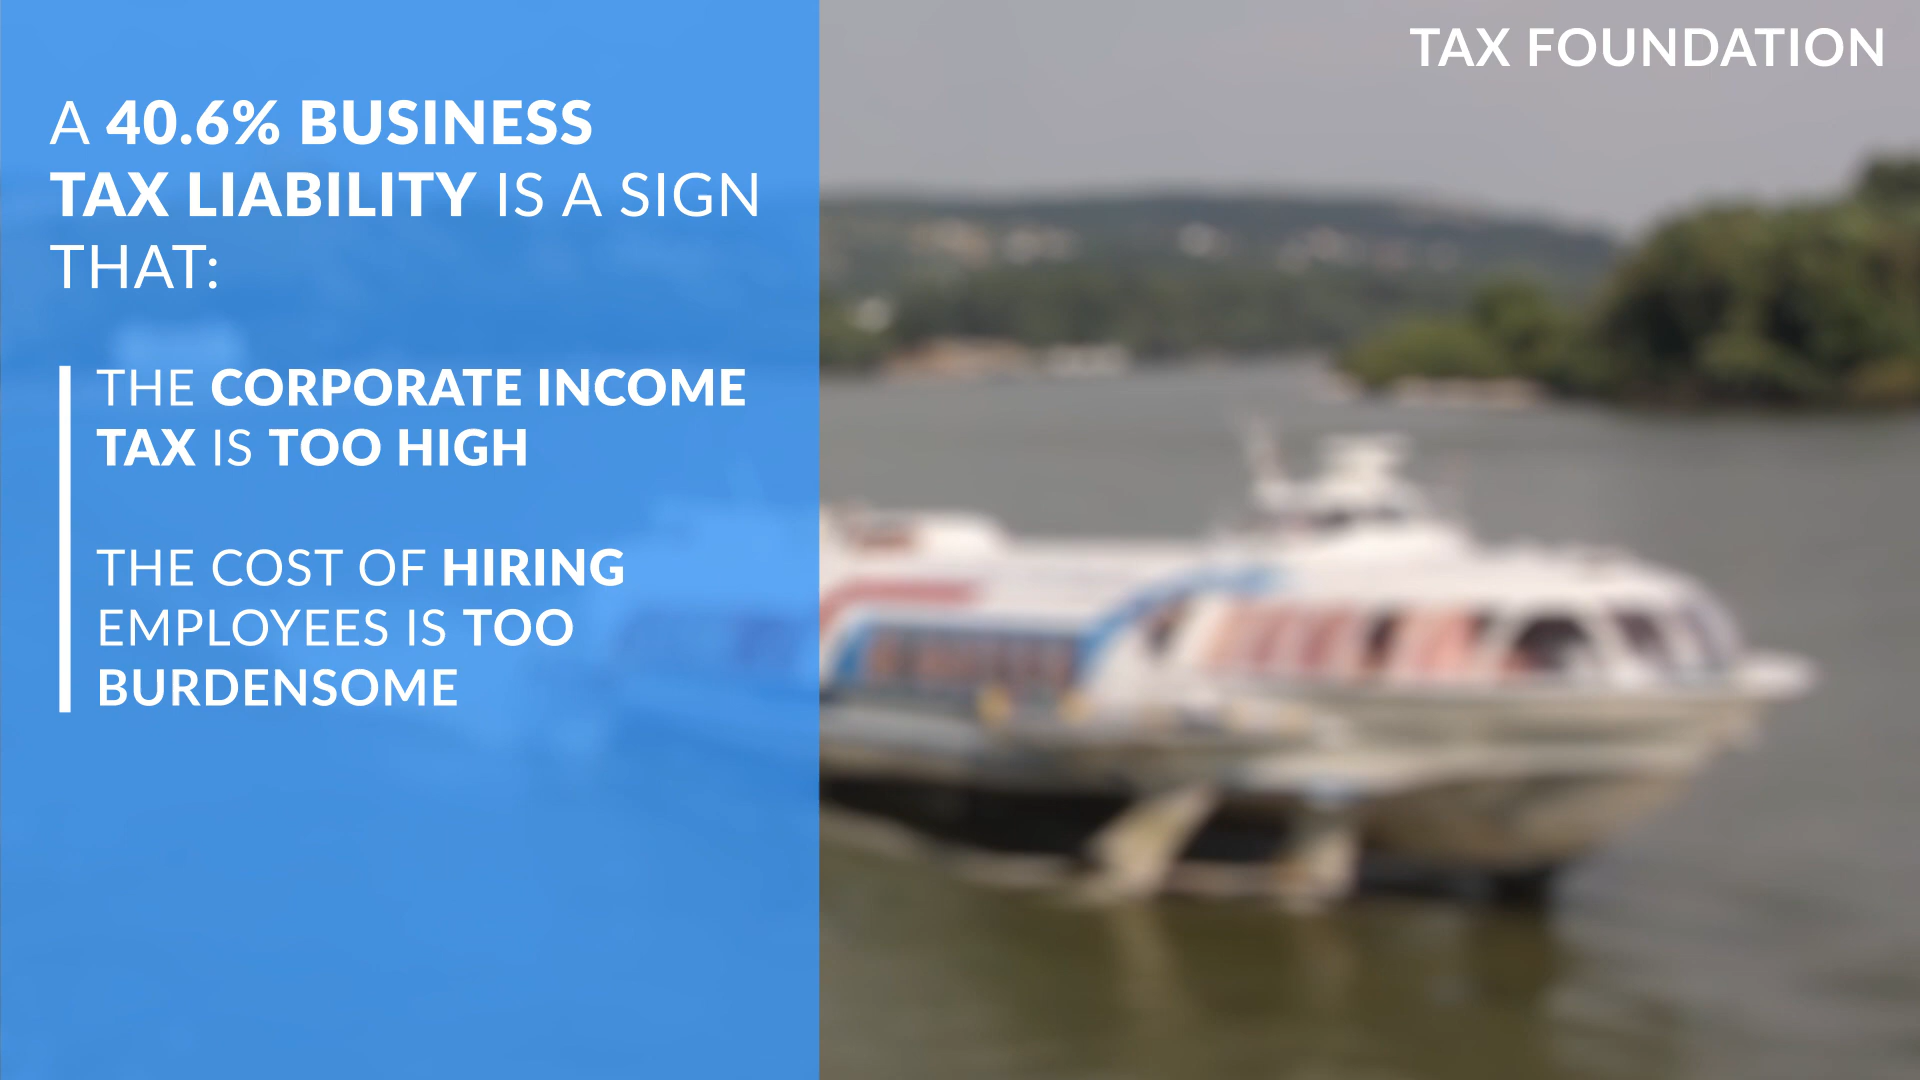 TAX FOUNDATION
A 40.6% BUSINESS
TAX LIABILITY IS A SIGN
THAT:
THE CORPORATE INCOME
TAX IS TOO HIGH
THE COST OF HIRING
EMPLOYEES IS TOO
BURDENSOME